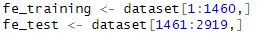 fe_training <- dataset[1:1460,]
fe_test <- dataset[1461:2919,]